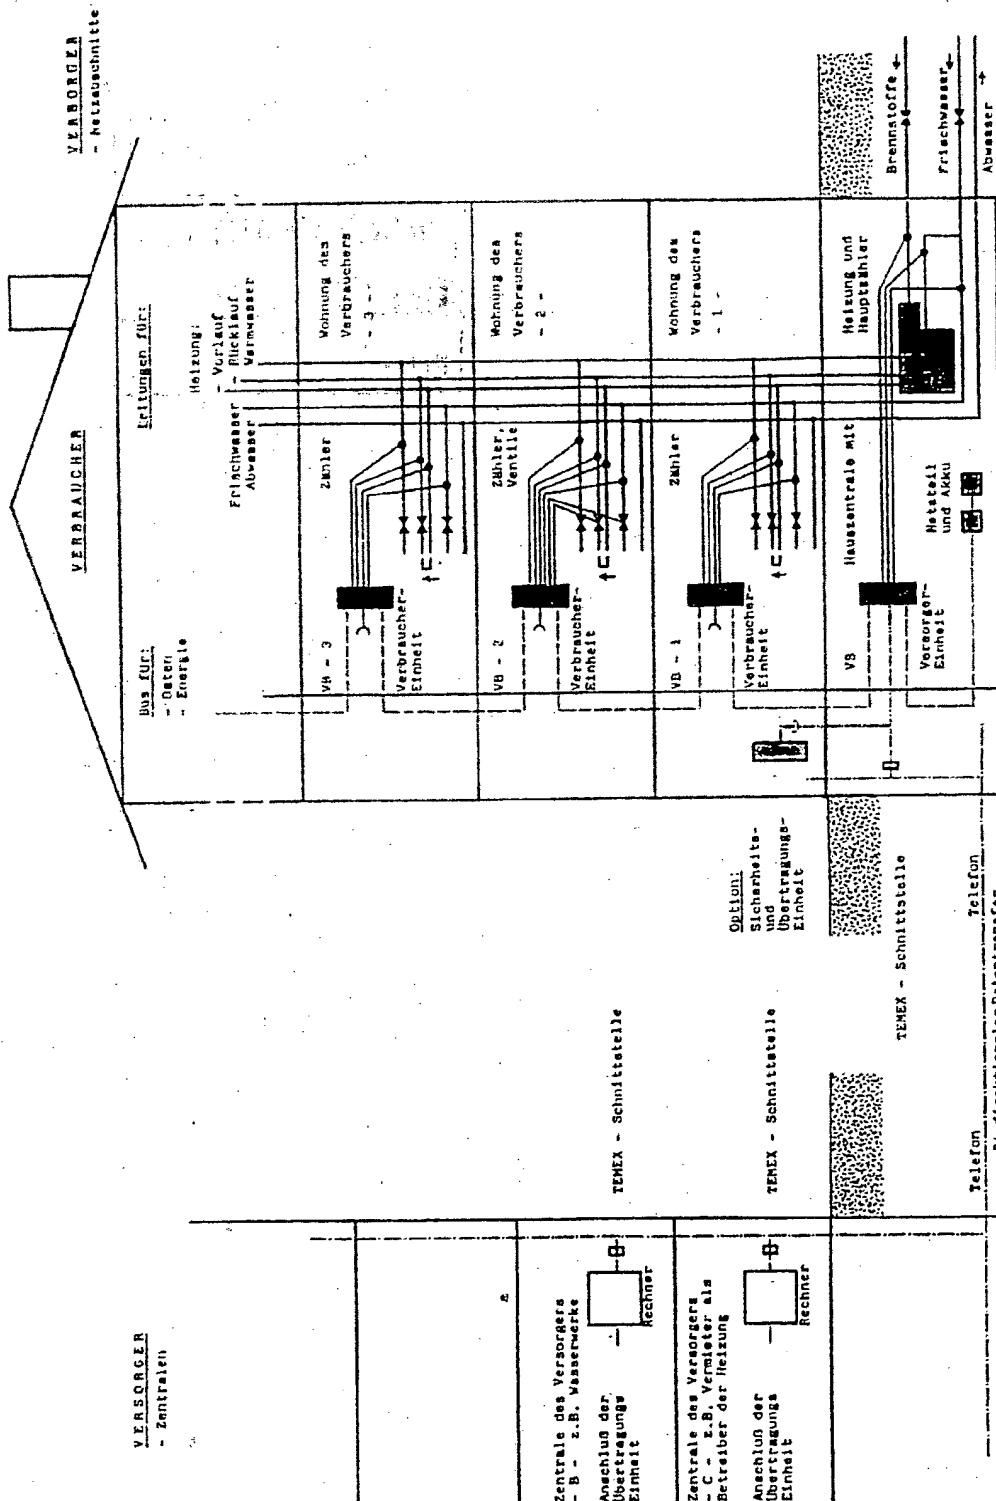 VERSORGER
- Zentralen
Zentrale des Versorgers
- B - z.B. Wasserwerke
Anschluß der
Übertragungs
Einheit
Rechner
TEMEX - Schnittstelle
Zentrale des Versorgers
- C - z.B. Vermieter als
Betreiber der Heizung
Anschluß der
Übertragungs
Einheit
Rechner
TEMEX - Schnittstelle
Telefon
VERBRAUCHER
Bus für:
- Daten
- Energie
Leitungen für:
Heizung:
- Vorlauf
- Rücklauf
Warmwasser
Frischwasser
Abwasser
VB - 3
Verbraucher-
Einheit
Zähler
Wohnung des
Verbrauchers
- 3 -
VB - 2
Verbraucher-
Einheit
Zähler,
Ventile
Wohnung des
Verbrauchers
- 2 -
VB - 1
Verbraucher-
Einheit
Zähler
Wohnung des
Verbrauchers
- 1 -
Option:
Sicherheits-
und
Übertragungs-
Einheit
VS
Versorger-
Einheit
Hauszentrale mit
Netzteil
und Akku
Heizung und
Hauptzähler
TEMEX - Schnittstelle
Telefon
VERSORGER
- Netzabschnitte
Brennstoffe
Frischwasser
Abwasser